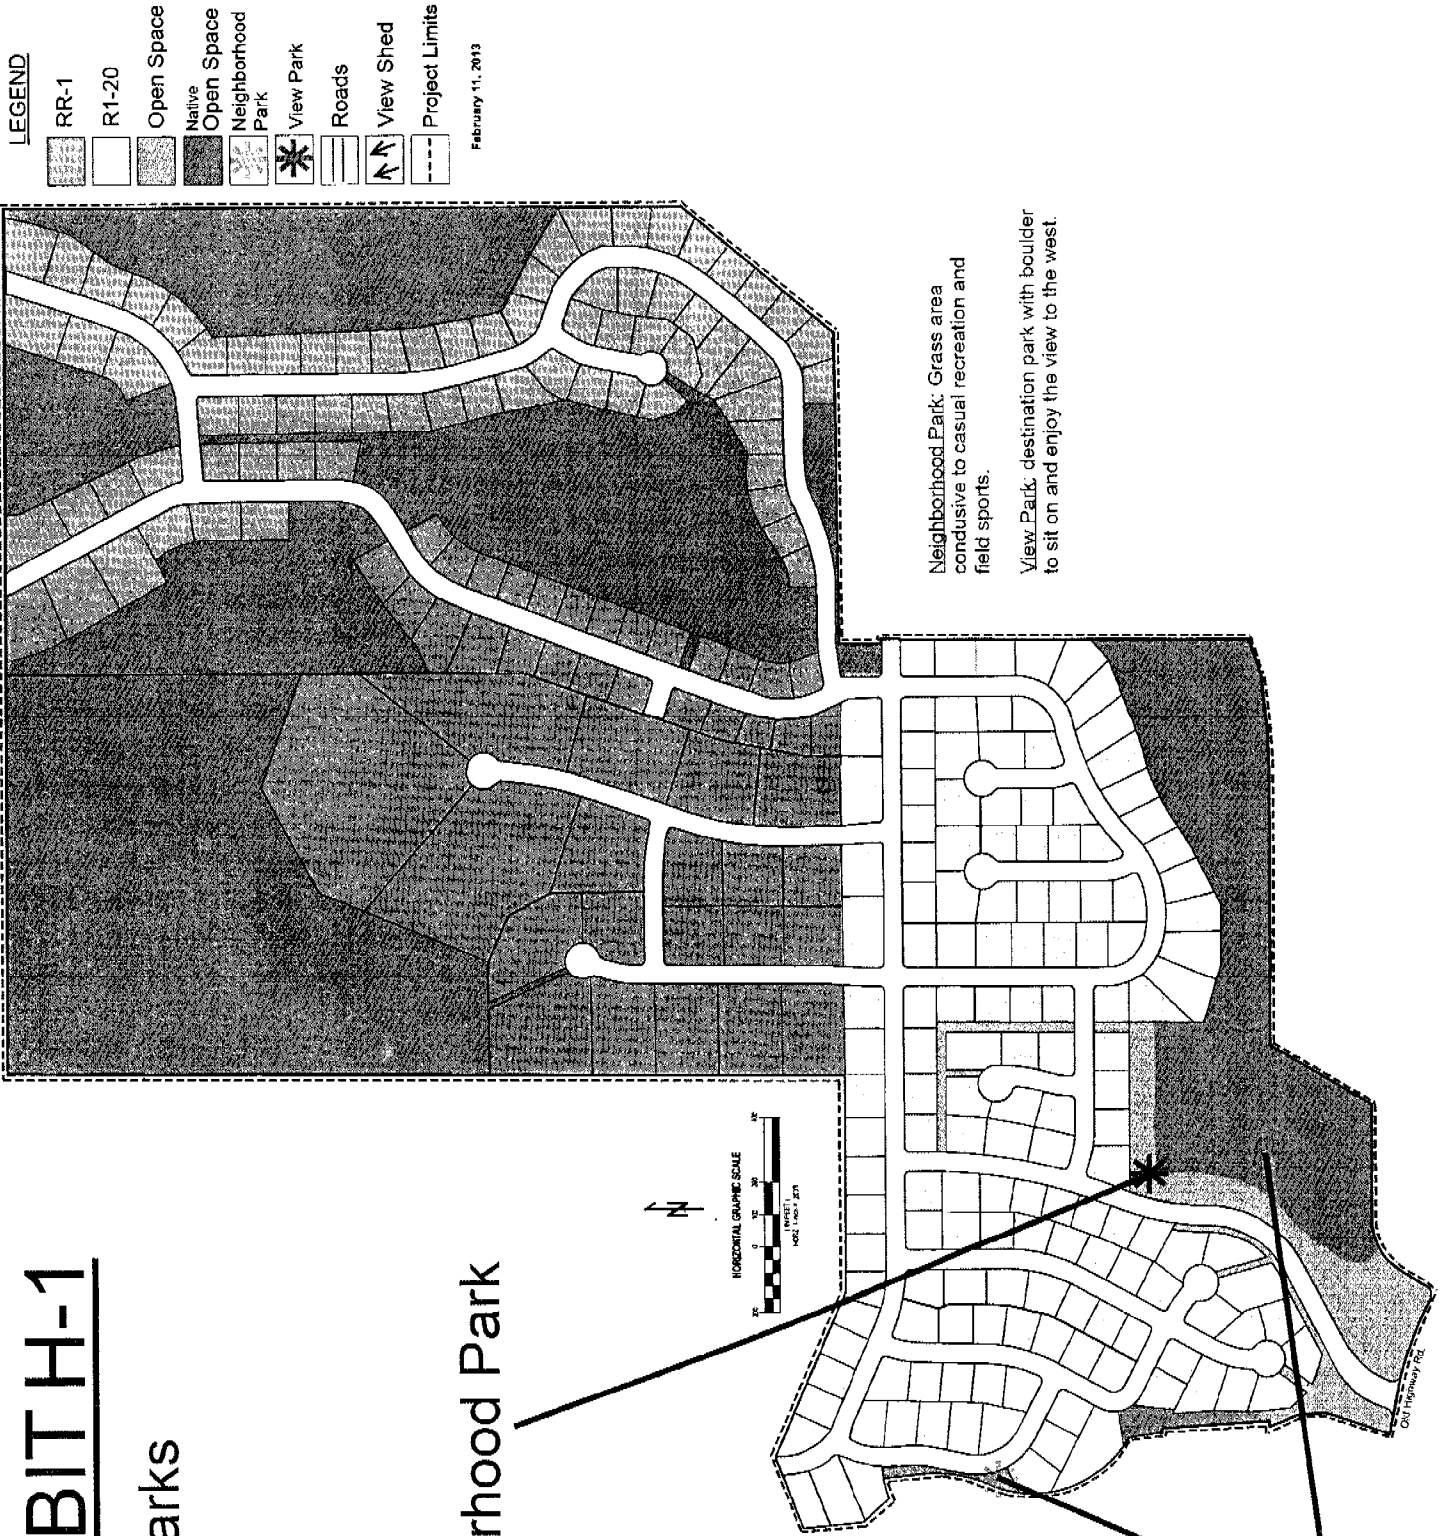 BIT H-1
arks
rhood Park
LEGEND
RR-1
R1-20
Open Space
Native
Open Space
Neighborhood
Park
View Park
Roads
View Shed
Project Limits
February 11, 2013
Neighborhood Park: Grass area
condusive to casual recreation and
field sports.
View Park: destination park with boulder
to sit on and enjoy the view to the west.
N
HORIZONTAL GRAPHIC SCALE
Old Highway Rd.